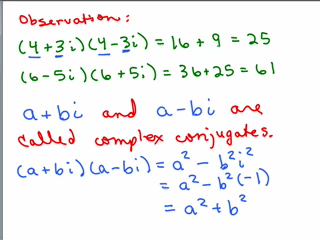 Observation:
(4+3i)(4-3i) = 16 + 9 = 25
(6-5i)(6+5i) = 36+25 = 61
a+bi and a-bi are
called complex conjugates.
(a+bi)(a-bi) = a² - b²i²
= a² - b²(-1)
= a² + b²